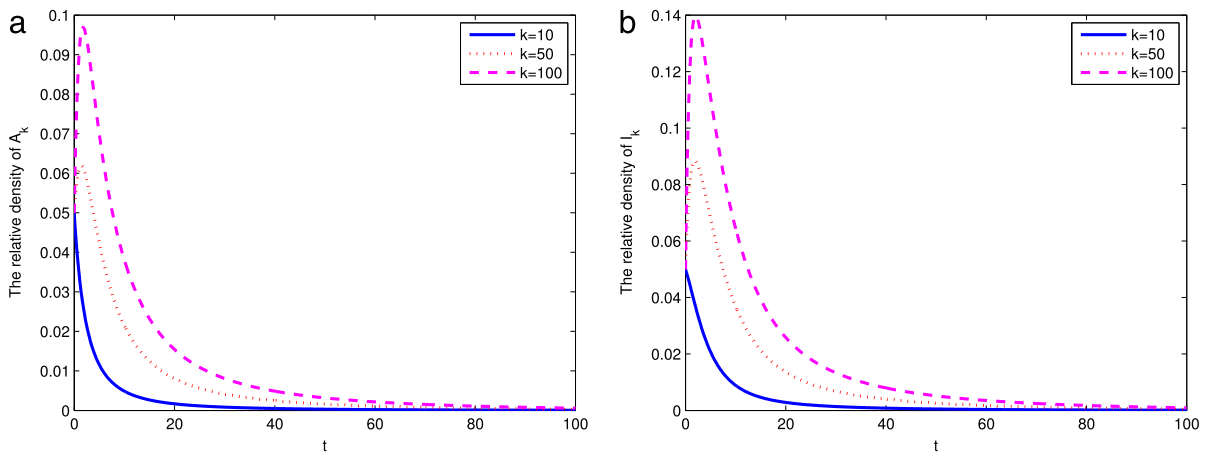 a
The relative density of A_k
0.1
0.09
0.08
0.07
0.06
0.05
0.04
0.03
0.02
0.01
0
0 20 40 60 80 100
t
k=10
k=50
k=100
b
The relative density of I_k
0.14
0.12
0.1
0.08
0.06
0.04
0.02
0
0 20 40 60 80 100
t
k=10
k=50
k=100